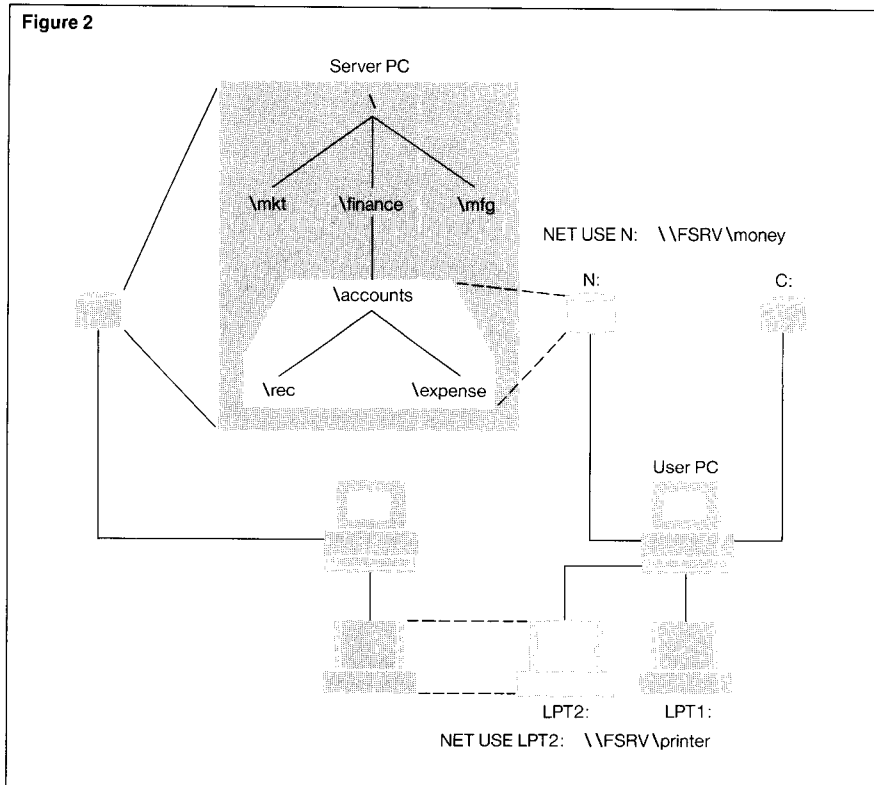 Figure 2
Server PC
\
\mkt \finance \mfg
NET USE N: \\FSRV\money
N: C:
\accounts
\rec \expense
User PC
LPT2: LPT1:
NET USE LPT2: \\FSRV\printer